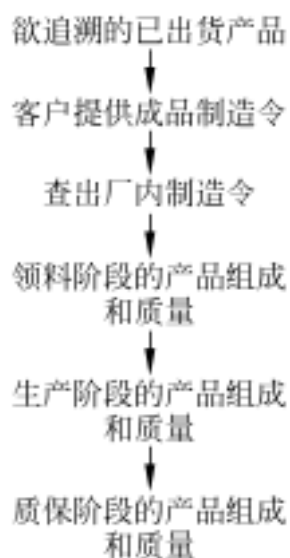 欲追溯的已出货产品
客户提供成品制造令
查出厂内制造令
领料阶段的产品组成
和质量
生产阶段的产品组成
和质量
质保阶段的产品组成
和质量